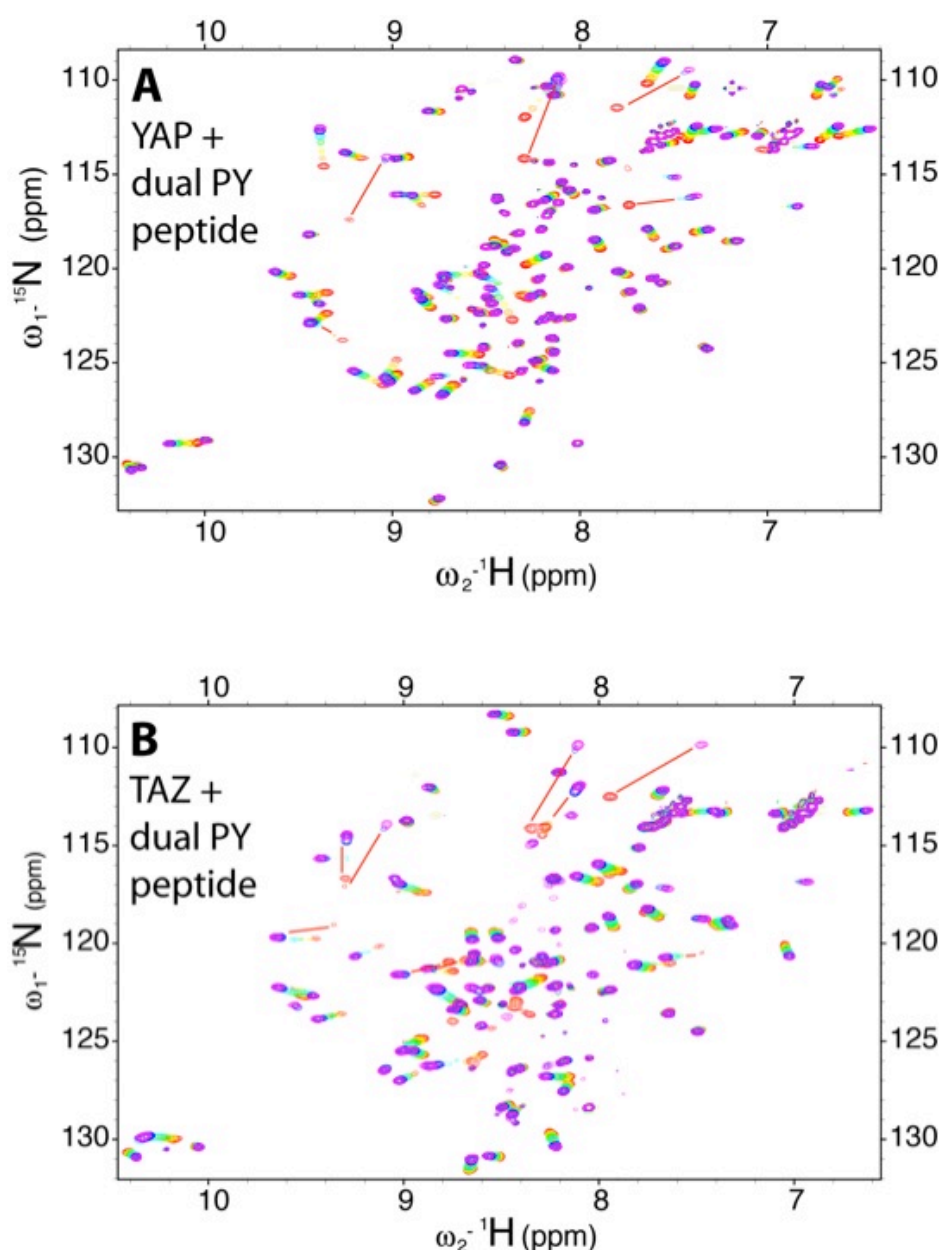 10 9 8 7
A
YAP +
dual PY
peptide
110 110
115 115
120 120
125 125
130 130
ω₁-¹⁵N (ppm)
10 9 8 7
ω₂-¹H (ppm)
10 9 8 7
B
TAZ +
dual PY
peptide
110 110
115 115
120 120
125 125
130 130
ω₁-¹⁵N (ppm)
10 9 8 7
ω₂-¹H (ppm)